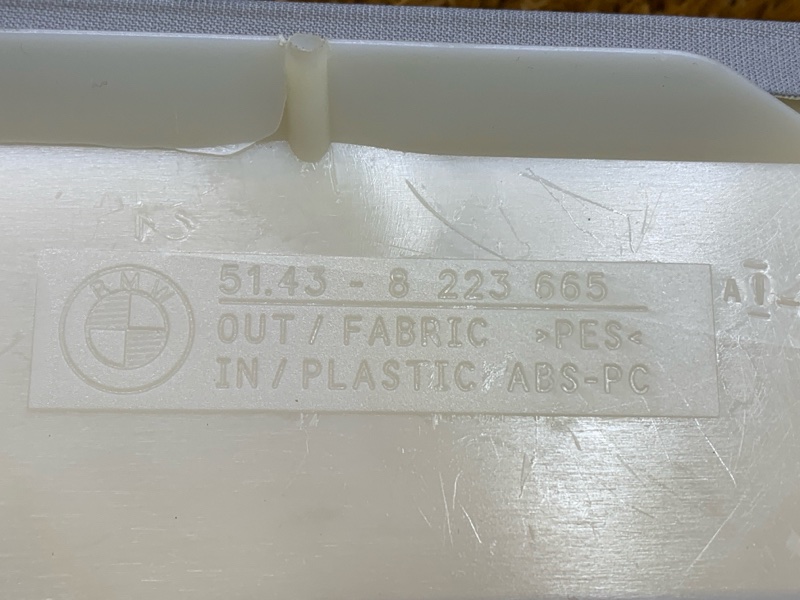 BMW
51.43 - 8 223 665
OUT / FABRIC >PES<
IN / PLASTIC ABS-PC
A